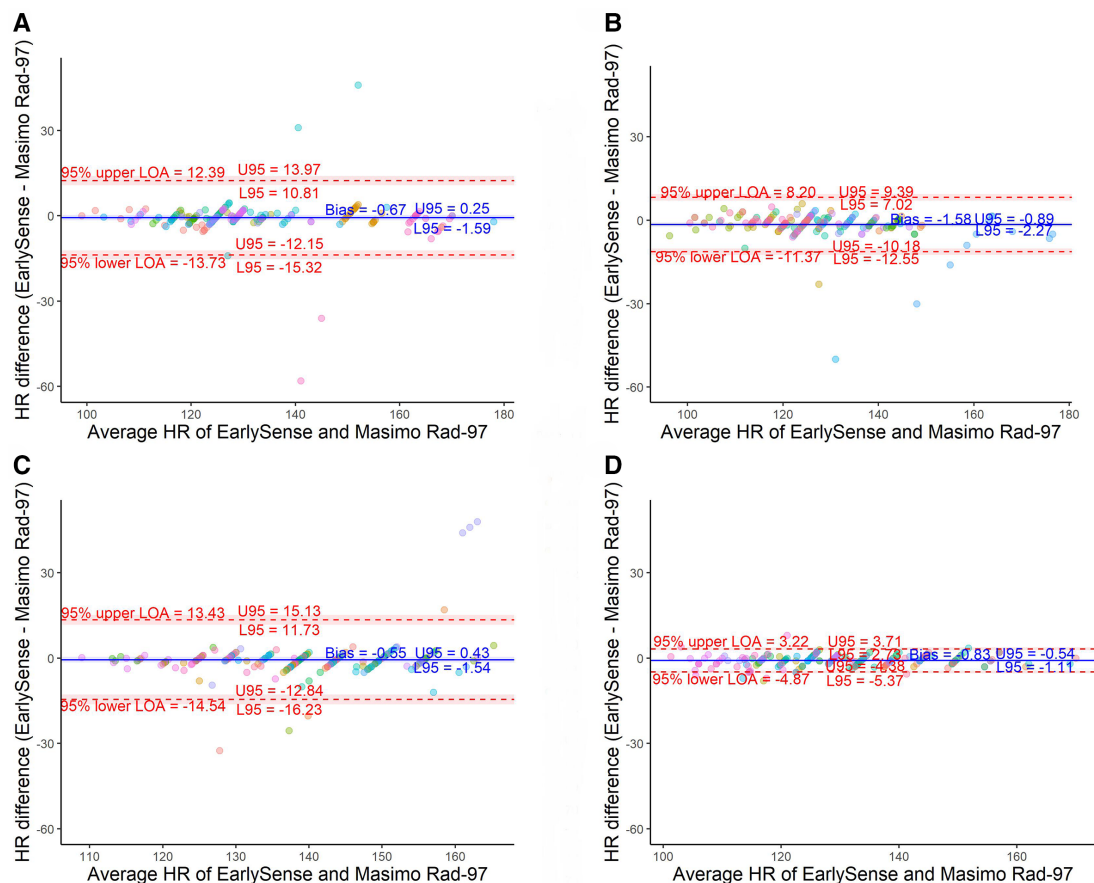 A
HR difference (EarlySense - Masimo Rad-97)
30
0
-30
-60
95% upper LOA = 12.39
U95 = 13.97
L95 = 10.81
Bias = -0.67
U95 = 0.25
L95 = -1.59
U95 = -12.15
95% lower LOA = -13.73
L95 = -15.32
100 120 140 160 180
Average HR of EarlySense and Masimo Rad-97
B
HR difference (EarlySense - Masimo Rad-97)
30
0
-30
-60
95% upper LOA = 8.20
U95 = 9.39
L95 = 7.02
Bias = -1.58
U95 = -0.89
L95 = -2.27
U95 = -10.18
95% lower LOA = -11.37
L95 = -12.55
100 120 140 160 180
Average HR of EarlySense and Masimo Rad-97
C
HR difference (EarlySense - Masimo Rad-97)
30
0
-30
-60
95% upper LOA = 13.43
U95 = 15.13
L95 = 11.73
Bias = -0.55
U95 = 0.43
L95 = -1.54
U95 = -12.84
95% lower LOA = -14.54
L95 = -16.23
110 120 130 140 150 160
Average HR of EarlySense and Masimo Rad-97
D
HR difference (EarlySense - Masimo Rad-97)
30
0
-30
-60
95% upper LOA = 3.22
U95 = 3.71
L95 = 2.73
Bias = -0.83
U95 = -0.54
L95 = -1.11
U95 = -4.38
95% lower LOA = -4.87
L95 = -5.37
100 120 140 160
Average HR of EarlySense and Masimo Rad-97